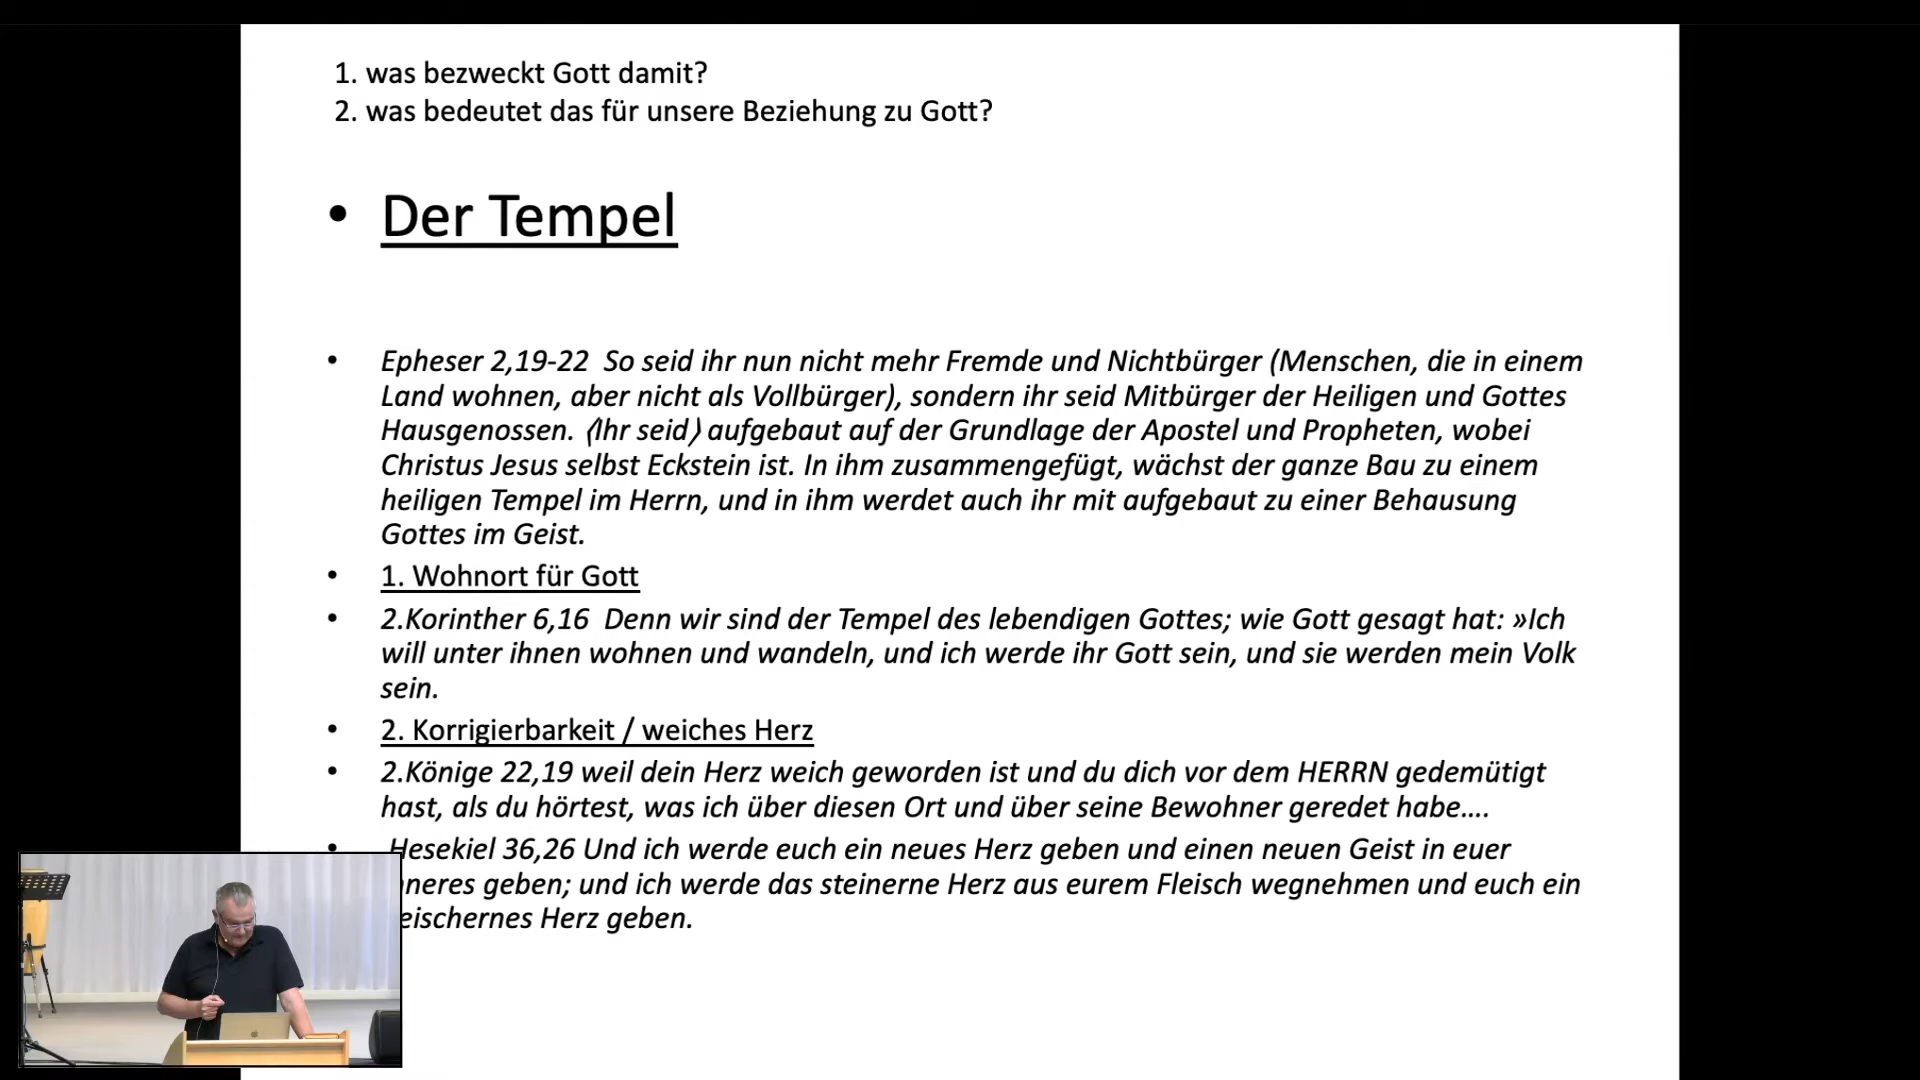 1. was bezweckt Gott damit?
2. was bedeutet das für unsere Beziehung zu Gott?
• Der Tempel
• Epheser 2,19-22 So seid ihr nun nicht mehr Fremde und Nichtbürger (Menschen, die in einem
Land wohnen, aber nicht als Vollbürger), sondern ihr seid Mitbürger der Heiligen und Gottes
Hausgenossen. ⟨Ihr seid⟩ aufgebaut auf der Grundlage der Apostel und Propheten, wobei
Christus Jesus selbst Eckstein ist. In ihm zusammengefügt, wächst der ganze Bau zu einem
heiligen Tempel im Herrn, und in ihm werdet auch ihr mit aufgebaut zu einer Behausung
Gottes im Geist.
• 1. Wohnort für Gott
• 2.Korinther 6,16 Denn wir sind der Tempel des lebendigen Gottes; wie Gott gesagt hat: »Ich
will unter ihnen wohnen und wandeln, und ich werde ihr Gott sein, und sie werden mein Volk
sein.
• 2. Korrigierbarkeit / weiches Herz
• 2.Könige 22,19 weil dein Herz weich geworden ist und du dich vor dem HERRN gedemütigt
hast, als du hörtest, was ich über diesen Ort und über seine Bewohner geredet habe....
• Hesekiel 36,26 Und ich werde euch ein neues Herz geben und einen neuen Geist in euer
nneres geben; und ich werde das steinerne Herz aus eurem Fleisch wegnehmen und euch ein
eischernes Herz geben.